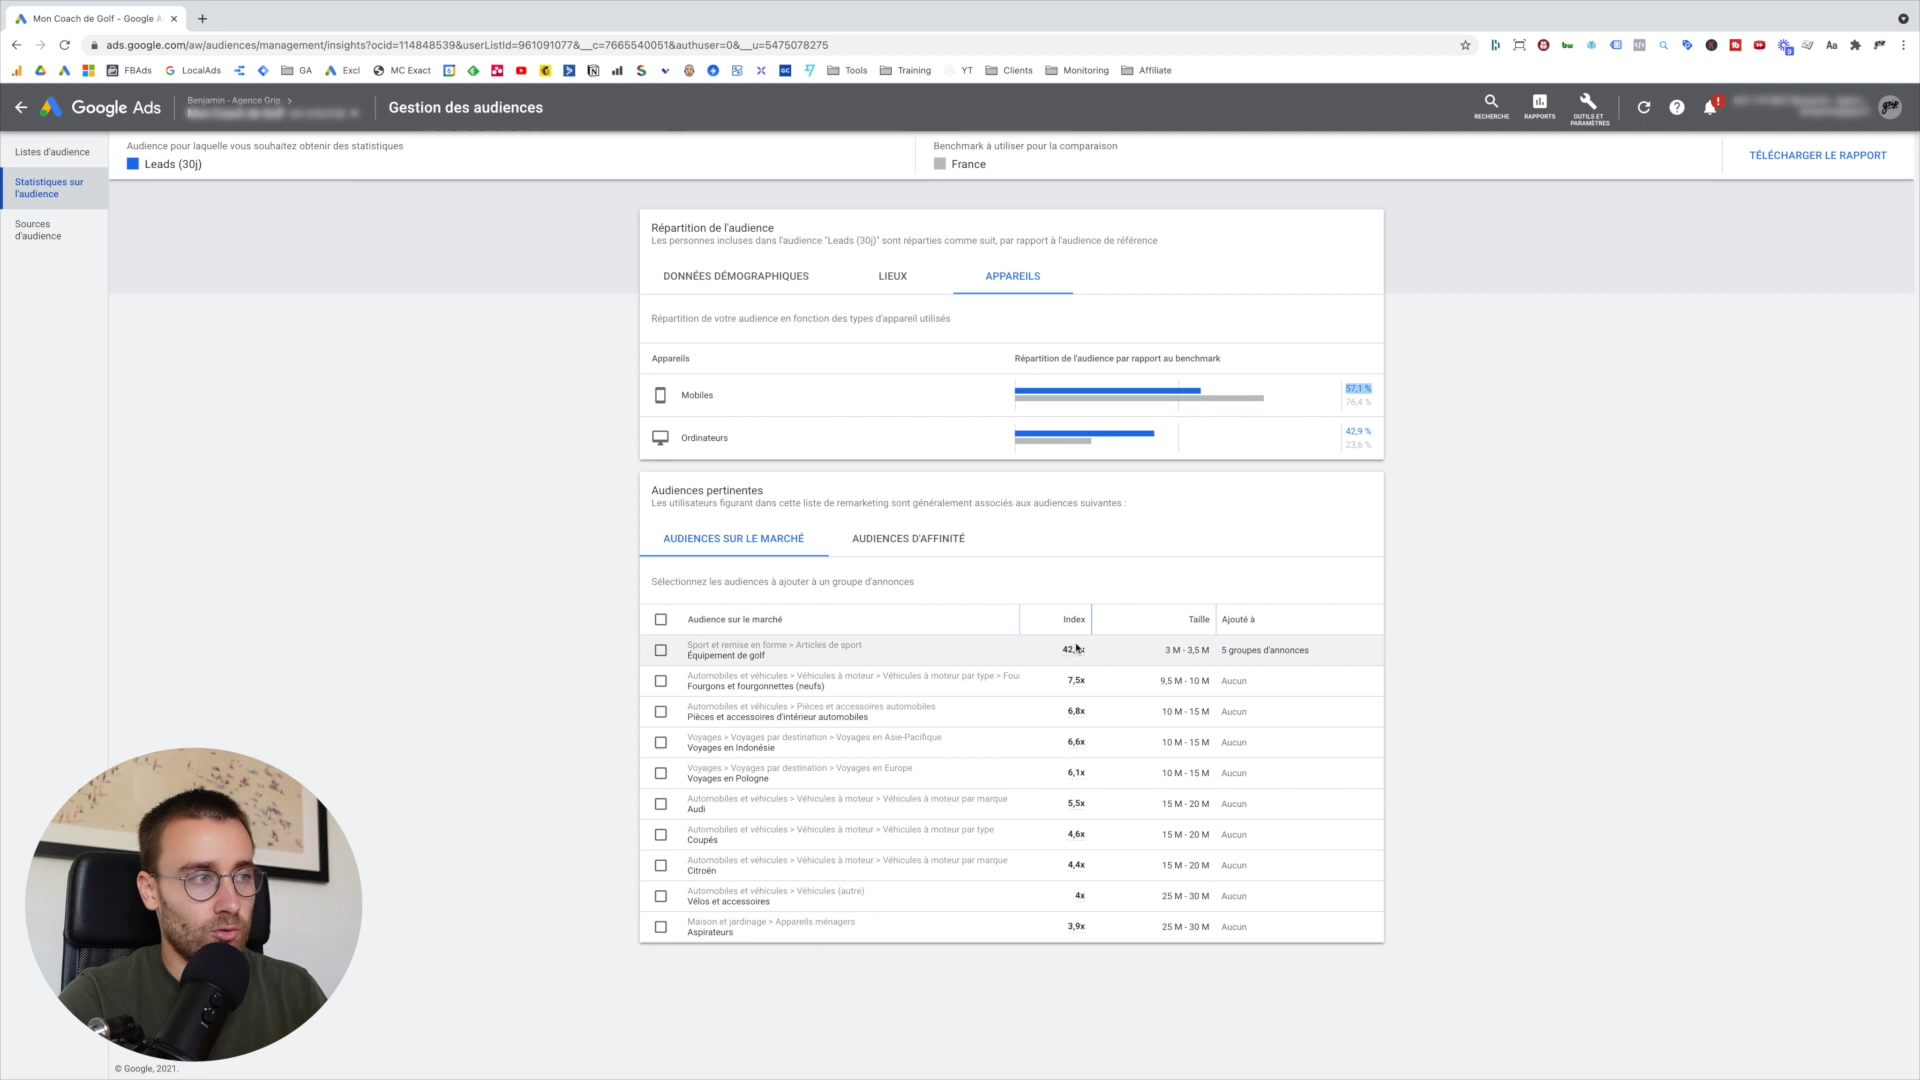 Mon Coach de Golf - Google A
ads.google.com/aw/audiences/management/insights?ocid=114848539&userListId=961091077&__c=7665540051&authuser=0&__u=5475078275
FBAds
LocalAds
GA
Excl
MC Exact
Tools
Training
YT
Clients
Monitoring
Affiliate
Google Ads
Benjamin - Agence Grip
Gestion des audiences
RECHERCHE
RAPPORTS
OUTILS ET PARAMÈTRES
Listes d'audience
Statistiques sur l'audience
Sources d'audience
Audience pour laquelle vous souhaitez obtenir des statistiques
Leads (30j)
Benchmark à utiliser pour la comparaison
France
TÉLÉCHARGER LE RAPPORT
Répartition de l'audience
Les personnes incluses dans l'audience "Leads (30j)" sont réparties comme suit, par rapport à l'audience de référence
DONNÉES DÉMOGRAPHIQUES
LIEUX
APPAREILS
Répartition de votre audience en fonction des types d'appareil utilisés
Appareils
Répartition de l'audience par rapport au benchmark
Mobiles
57,1 %
76,4 %
Ordinateurs
42,9 %
23,6 %
Audiences pertinentes
Les utilisateurs figurant dans cette liste de remarketing sont généralement associés aux audiences suivantes :
AUDIENCES SUR LE MARCHÉ
AUDIENCES D'AFFINITÉ
Sélectionnez les audiences à ajouter à un groupe d'annonces
Audience sur le marché
Index
Taille
Ajouté à
Sport et remise en forme > Articles de sport
Équipement de golf
3 M - 3,5 M
5 groupes d'annonces
Automobiles et véhicules > Véhicules à moteur > Véhicules à moteur par type > Four
Fourgons et fourgonnettes (neufs)
7,5x
9,5 M - 10 M
Aucun
Automobiles et véhicules > Pièces et accessoires automobiles
Pièces et accessoires d'intérieur automobiles
6,8x
10 M - 15 M
Aucun
Voyages > Voyages par destination > Voyages en Asie-Pacifique
Voyages en Indonésie
6,6x
10 M - 15 M
Aucun
Voyages > Voyages par destination > Voyages en Europe
Voyages en Pologne
6,1x
10 M - 15 M
Aucun
Automobiles et véhicules > Véhicules à moteur > Véhicules à moteur par marque
Audi
5,5x
15 M - 20 M
Aucun
Automobiles et véhicules > Véhicules à moteur > Véhicules à moteur par type
Coupés
4,6x
15 M - 20 M
Aucun
Automobiles et véhicules > Véhicules à moteur > Véhicules à moteur par marque
Citroën
4,4x
15 M - 20 M
Aucun
Automobiles et véhicules > Véhicules (autre)
Vélos et accessoires
4x
25 M - 30 M
Aucun
Maison et jardinage > Appareils ménagers
Aspirateurs
3,9x
25 M - 30 M
Aucun
© Google, 2021.